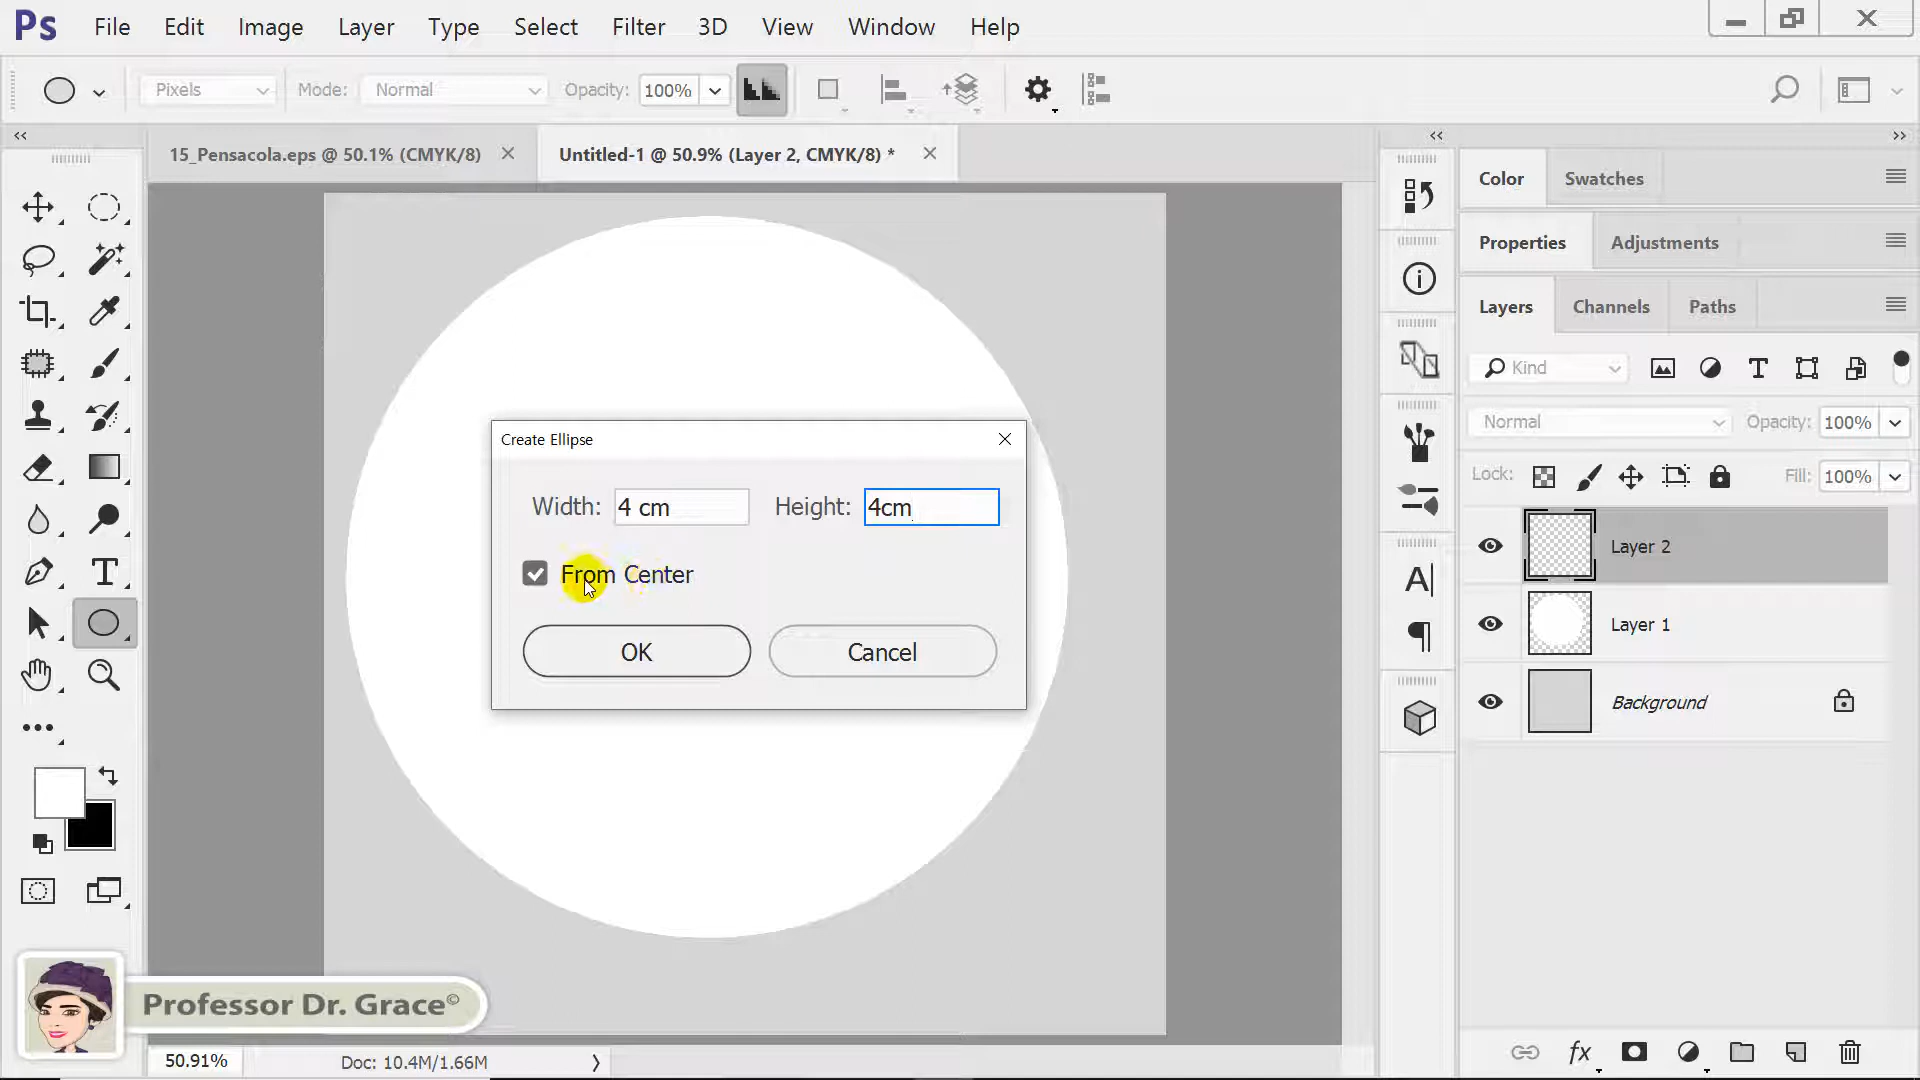 Ps File Edit Image Layer Type Select Filter 3D View Window Help
Pixels Mode: Normal Opacity: 100%
15_Pensacola.eps @ 50.1% (CMYK/8) Untitled-1 @ 50.9% (Layer 2, CMYK/8) *
Color Swatches
Properties Adjustments
Layers Channels Paths
Kind
Normal Opacity: 100%
Lock: Fill: 100%
Create Ellipse
Width: 4 cm Height: 4cm
From Center
OK Cancel
Layer 2
Layer 1
Background
Professor Dr. Grace©
50.91% Doc: 10.4M/1.66M